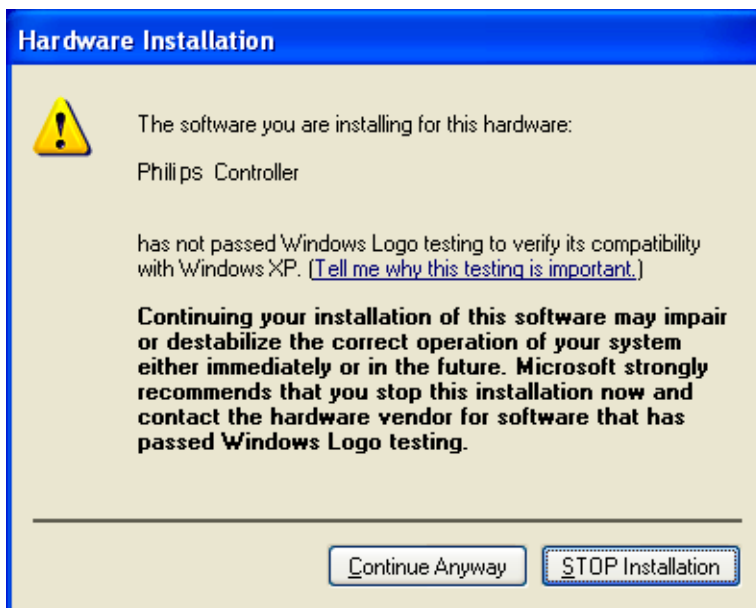 Hardware Installation
The software you are installing for this hardware:
Philips Controller
has not passed Windows Logo testing to verify its compatibility
with Windows XP. (Tell me why this testing is important.)
Continuing your installation of this software may impair
or destabilize the correct operation of your system
either immediately or in the future. Microsoft strongly
recommends that you stop this installation now and
contact the hardware vendor for software that has
passed Windows Logo testing.
Continue Anyway
STOP Installation